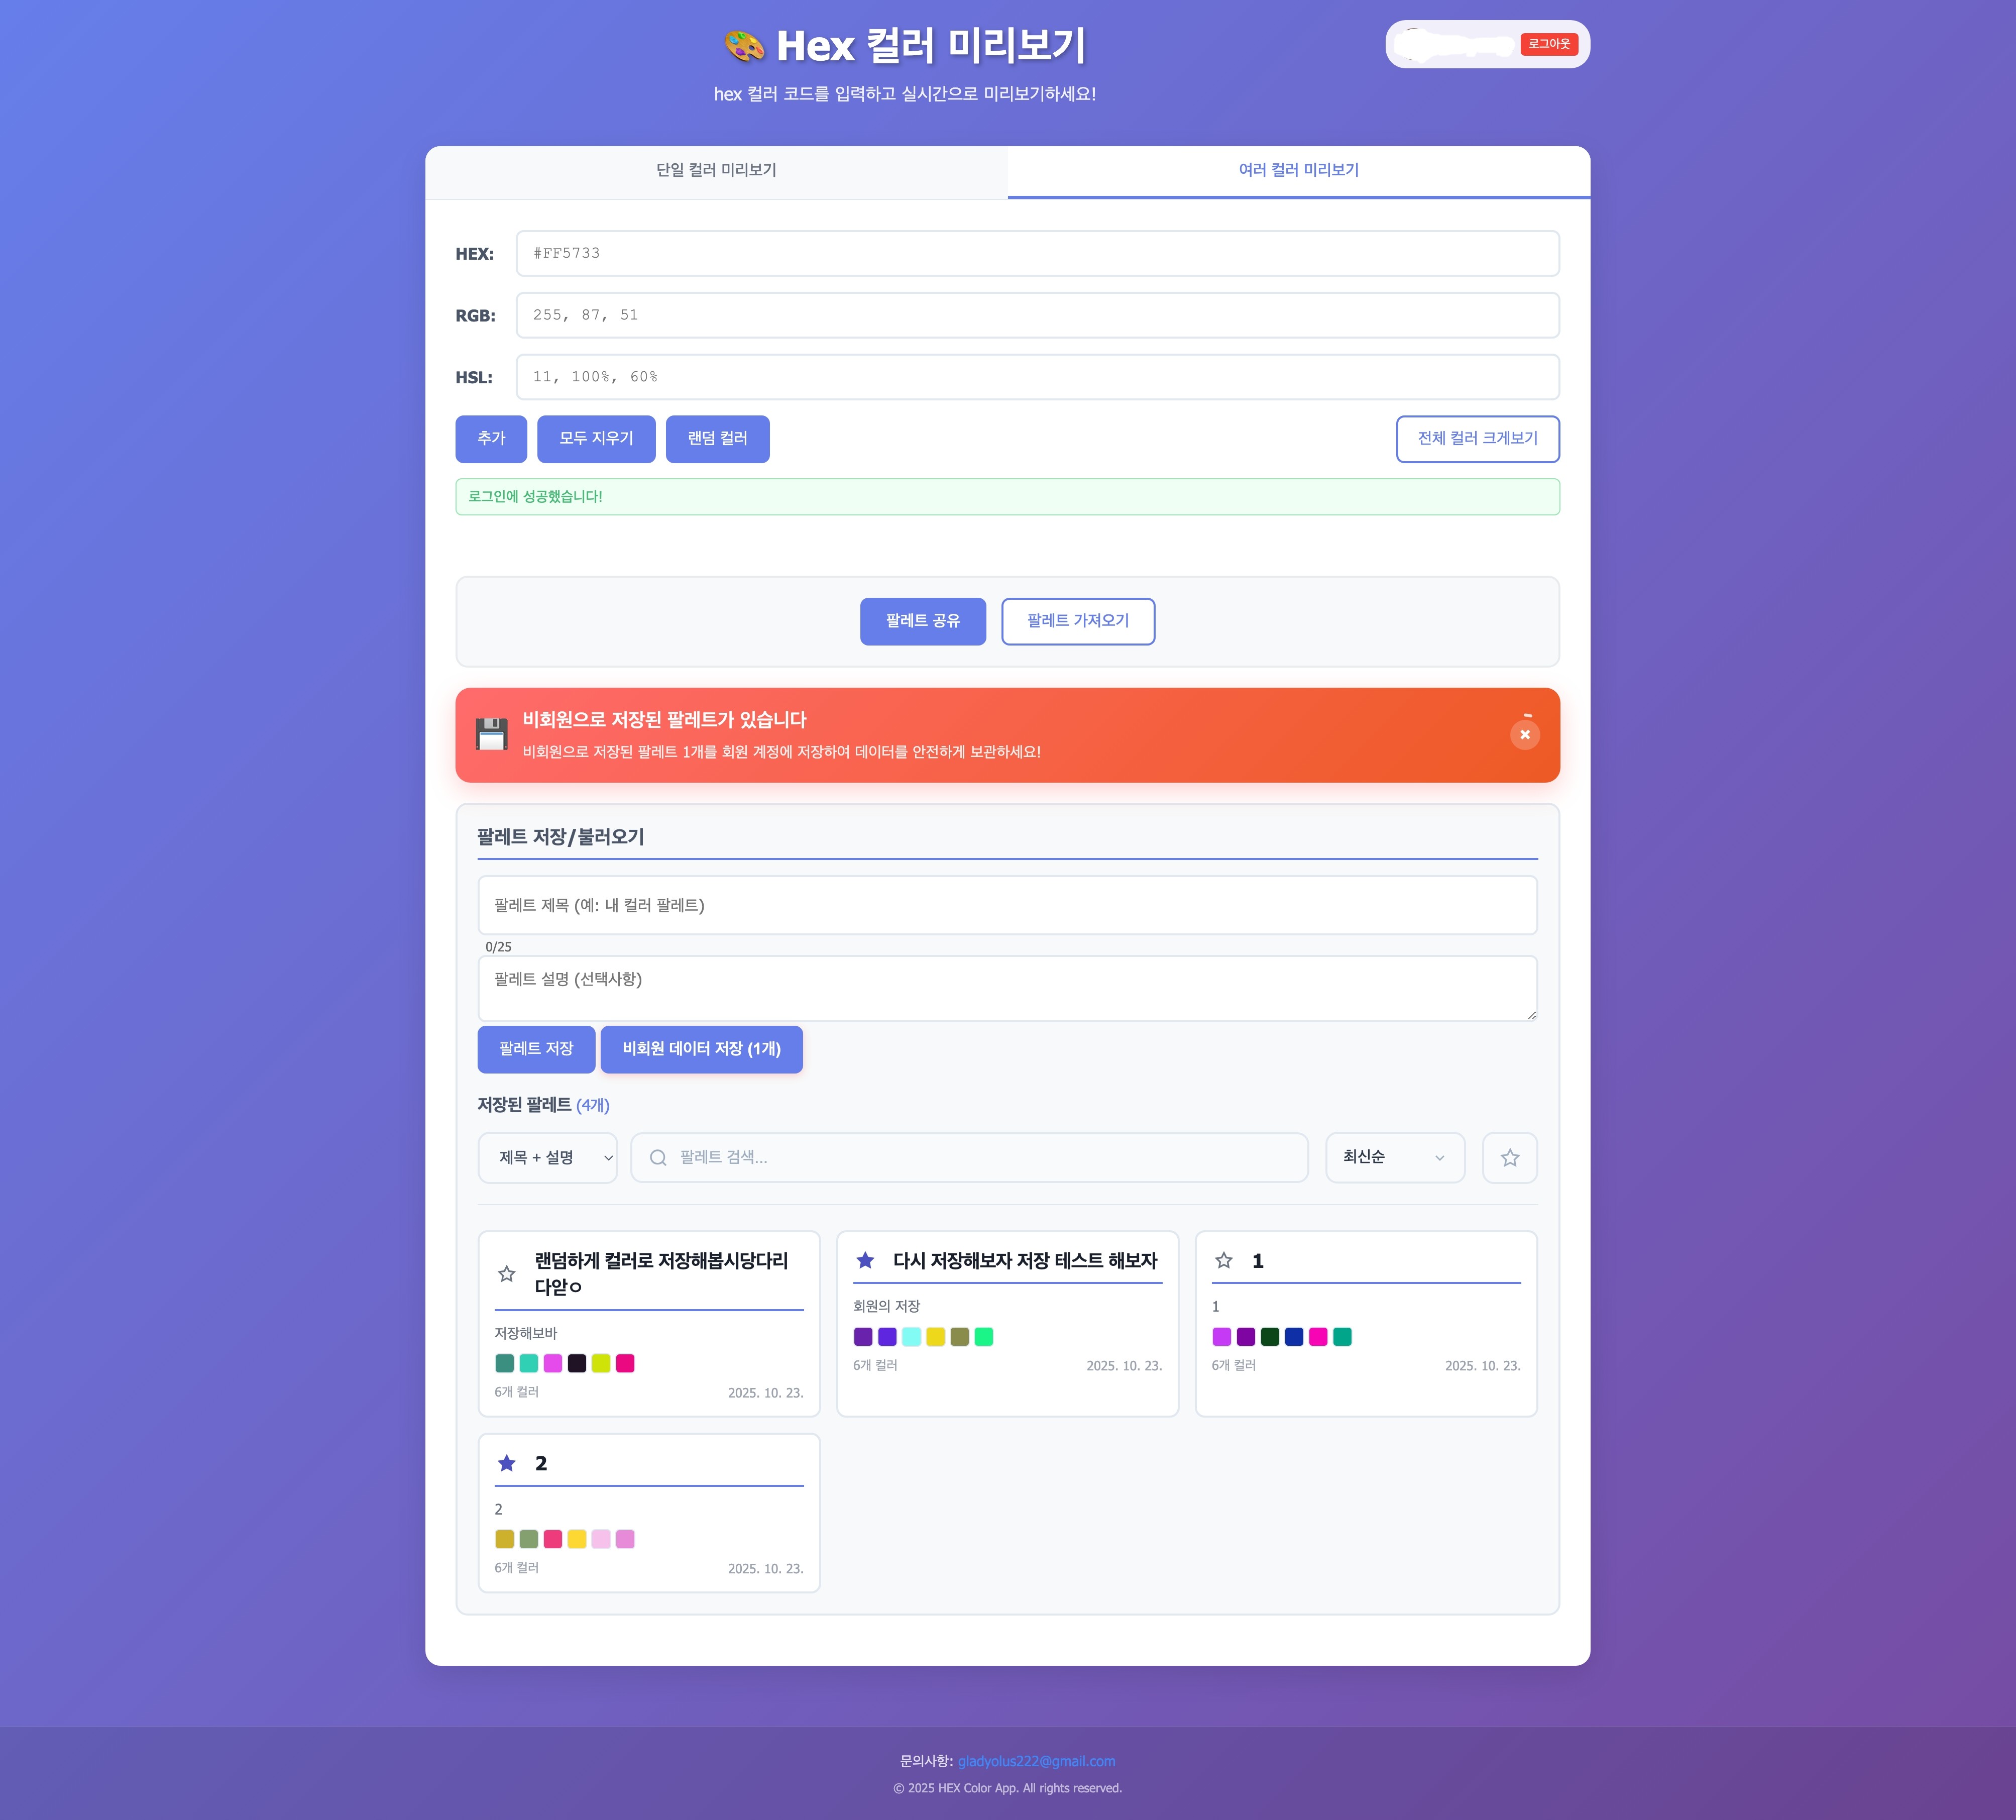 🎨 Hex 컬러 미리보기
로그아웃
hex 컬러 코드를 입력하고 실시간으로 미리보기하세요!
단일 컬러 미리보기
여러 컬러 미리보기
HEX:
#FF5733
RGB:
255, 87, 51
HSL:
11, 100%, 60%
추가
모두 지우기
랜덤 컬러
전체 컬러 크게보기
로그인에 성공했습니다!
팔레트 공유
팔레트 가져오기
비회원으로 저장된 팔레트가 있습니다
비회원으로 저장된 팔레트 1개를 회원 계정에 저장하여 데이터를 안전하게 보관하세요!
팔레트 저장/불러오기
팔레트 제목 (예: 내 컬러 팔레트)
0/25
팔레트 설명 (선택사항)
팔레트 저장
비회원 데이터 저장 (1개)
저장된 팔레트 (4개)
제목 + 설명
팔레트 검색...
최신순
랜덤하게 컬러로 저장해봅시당다리
다앋ㅇ
저장해보바
6개 컬러
2025. 10. 23.
다시 저장해보자 저장 테스트 해보자
회원의 저장
6개 컬러
2025. 10. 23.
1
1
6개 컬러
2025. 10. 23.
2
2
6개 컬러
2025. 10. 23.
문의사항: gladyolus222@gmail.com
© 2025 HEX Color App. All rights reserved.